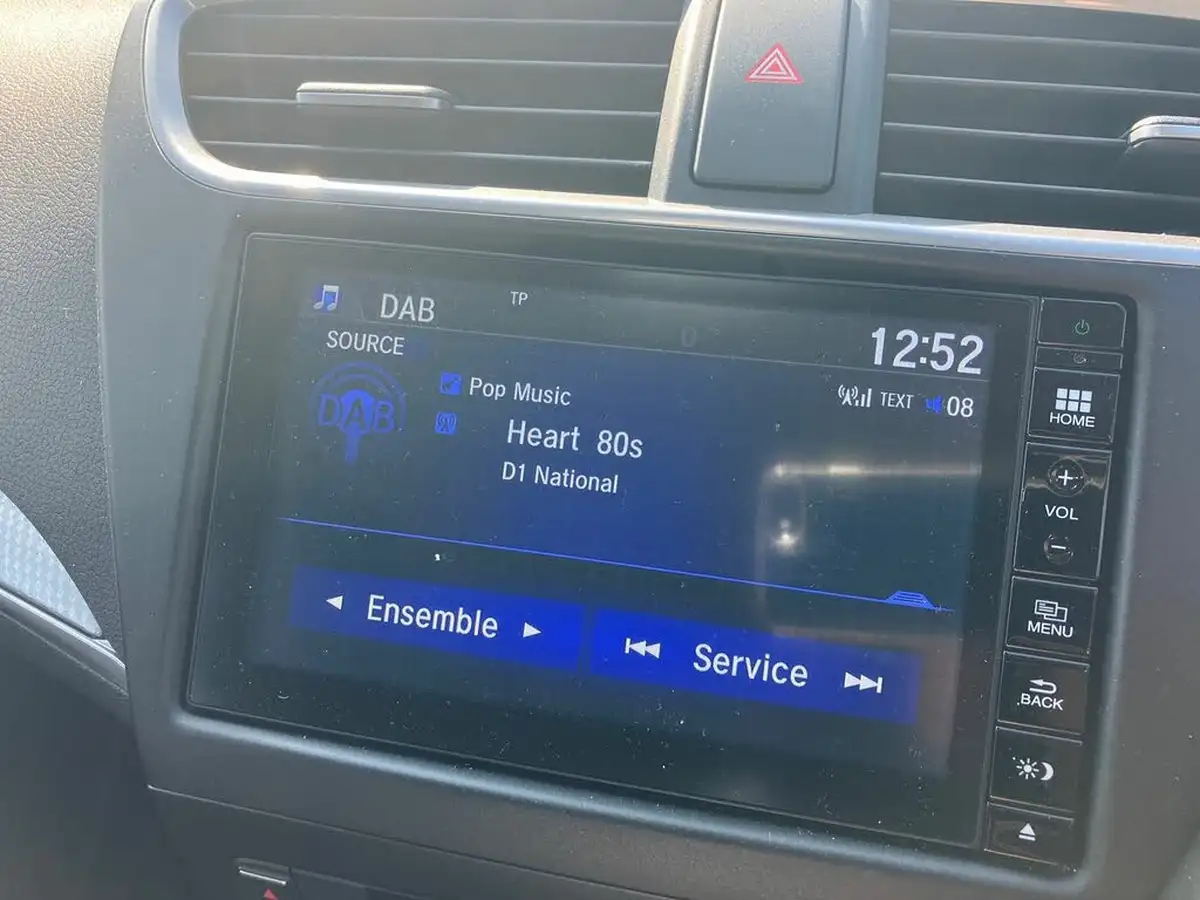 DAB
TP
12:52
SOURCE
DAB
Pop Music
TEXT
08
Heart 80s
D1 National
Ensemble
Service
HOME
VOL
MENU
BACK